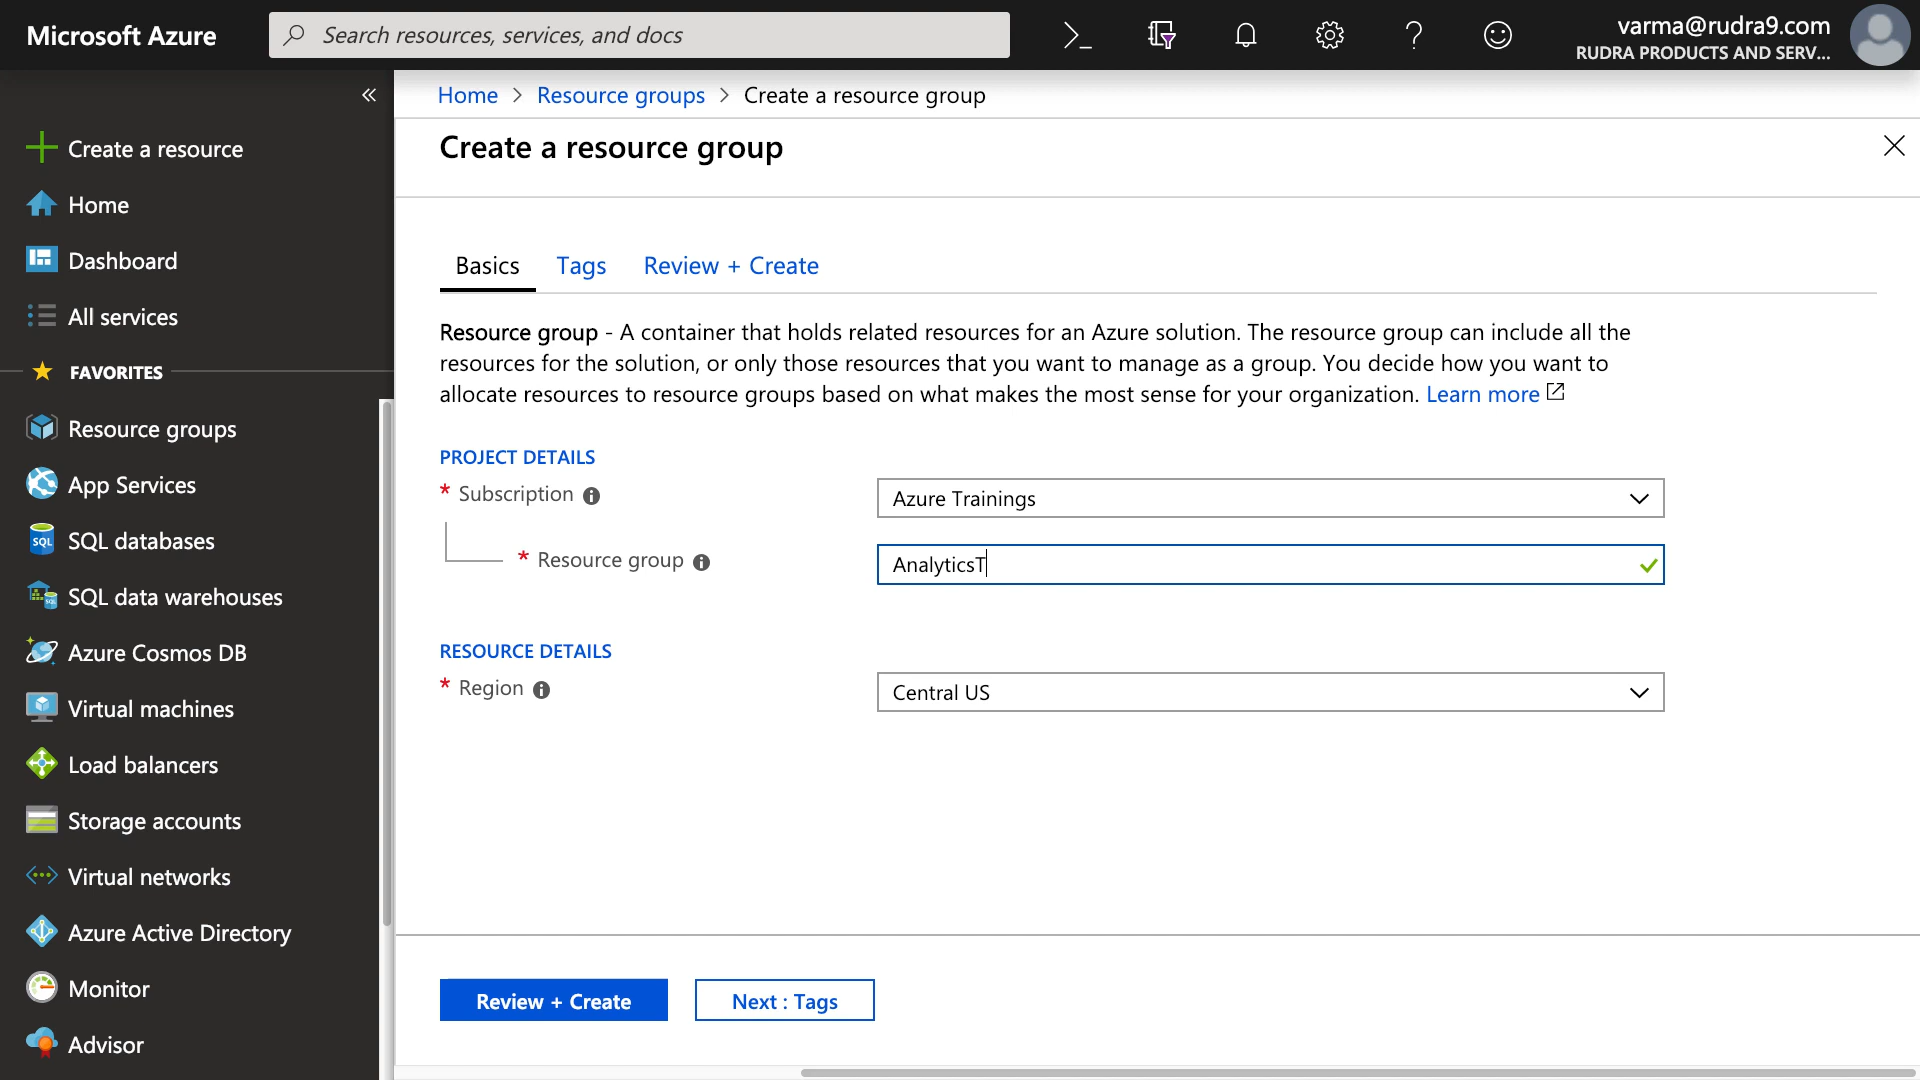 Microsoft Azure
Search resources, services, and docs
varma@rudra9.com
RUDRA PRODUCTS AND SERV...
Home > Resource groups > Create a resource group
Create a resource group
Create a resource
Home
Dashboard
All services
FAVORITES
Resource groups
App Services
SQL databases
SQL data warehouses
Azure Cosmos DB
Virtual machines
Load balancers
Storage accounts
Virtual networks
Azure Active Directory
Monitor
Advisor
Basics Tags Review + Create
Resource group - A container that holds related resources for an Azure solution. The resource group can include all the
resources for the solution, or only those resources that you want to manage as a group. You decide how you want to
allocate resources to resource groups based on what makes the most sense for your organization. Learn more
PROJECT DETAILS
* Subscription Azure Trainings
* Resource group AnalyticsT
RESOURCE DETAILS
* Region Central US
Review + Create Next : Tags